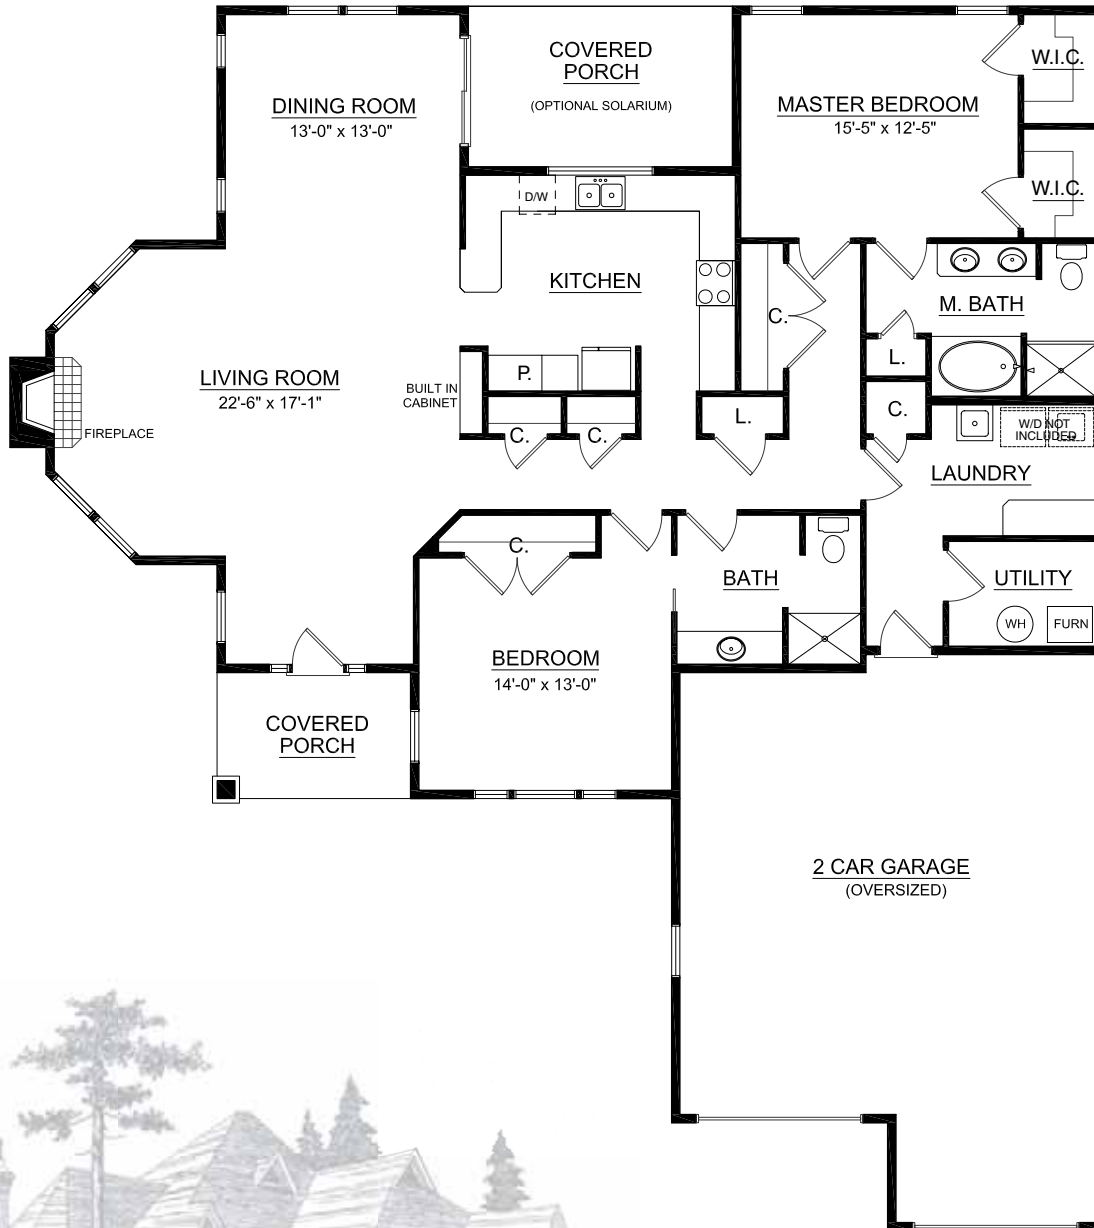 COVERED
PORCH
(OPTIONAL SOLARIUM)
W.I.C.
DINING ROOM
13'-0" x 13'-0"
MASTER BEDROOM
15'-5" x 12'-5"
W.I.C.
D/W
KITCHEN
M. BATH
C.
L.
P.
LIVING ROOM
22'-6" x 17'-1"
BUILT IN
CABINET
FIREPLACE
C.
C.
L.
C.
W/D NOT
INCLUDED
LAUNDRY
C.
BATH
UTILITY
WH
FURN
BEDROOM
14'-0" x 13'-0"
COVERED
PORCH
2 CAR GARAGE
(OVERSIZED)